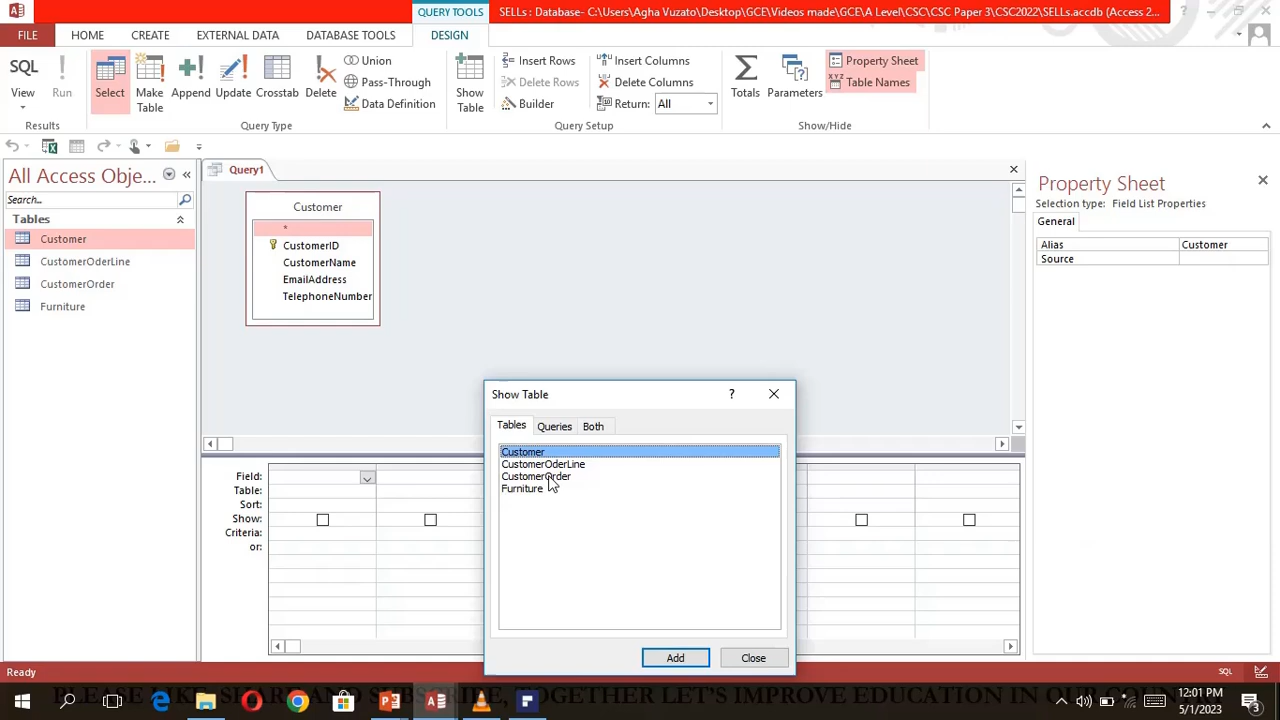 QUERY TOOLS
SELLs : Database- C:\Users\Agha Vuzato\Desktop\GCE\Videos made\GCE\A Level\CSC\CSC Paper 3\CSC2022\SELLs.accdb (Access 2...
FILE HOME CREATE EXTERNAL DATA DATABASE TOOLS DESIGN
SQL View
Run
Select
Make Table
Append
Update
Crosstab
Delete
Union
Pass-Through
Data Definition
Show Table
Insert Rows
Delete Rows
Builder
Insert Columns
Delete Columns
Return: All
Totals
Parameters
Property Sheet
Table Names
Results Query Type Query Setup Show/Hide
All Access Obje...
Search...
Tables
Customer
CustomerOderLine
CustomerOrder
Furniture
Query1
Customer
*
CustomerID
CustomerName
EmailAddress
TelephoneNumber
Property Sheet
Selection type: Field List Properties
General
Alias Customer
Source
Show Table
?
Tables Queries Both
Customer
CustomerOderLine
CustomerOrder
Furniture
Add Close
Field:
Table:
Sort:
Show:
Criteria:
or:
Ready
SQL
12:01 PM
5/1/2023
3